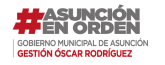 #ASUNCIÓN
EN ORDEN
GOBIERNO MUNICIPAL DE ASUNCIÓN
GESTIÓN ÓSCAR RODRÍGUEZ